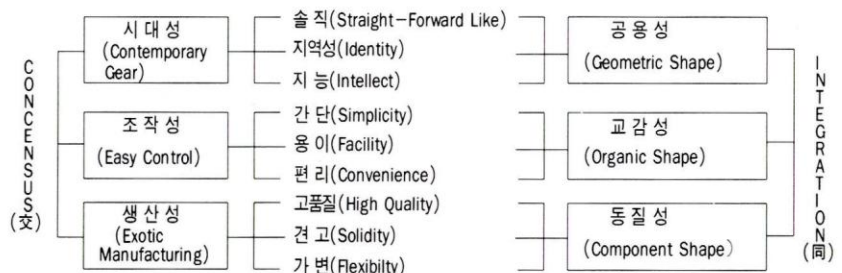 CONCENSUS
(交)
시대성
(Contemporary
Gear)
조작성
(Easy Control)
생산성
(Exotic
Manufacturing)
솔직(Straight-Forward Like)
지역성(Identity)
지능(Intellect)
간단(Simplicity)
용이(Facility)
편리(Convenience)
고품질(High Quality)
견고(Solidity)
가변(Flexibilty)
공용성
(Geometric Shape)
교감성
(Organic Shape)
동질성
(Component Shape)
INTEGRATION
(同)